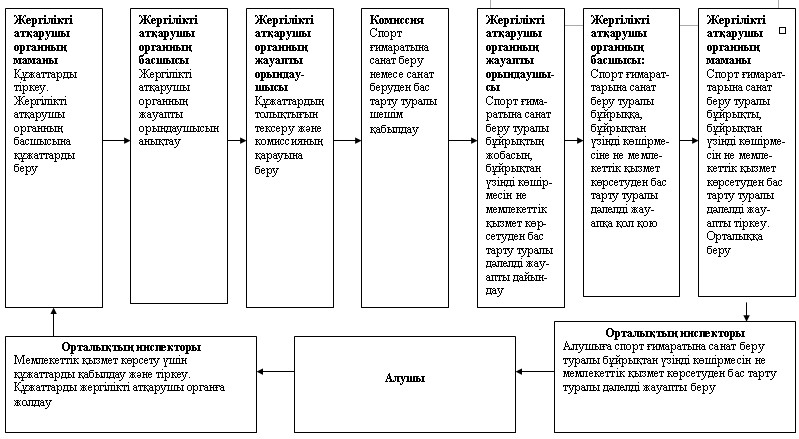 Жергілікті
атқарушы
органның
маманы
Құжаттарды
тіркеу.
Жергілікті
атқарушы
органның
басшысына
құжаттарды
беру
Жергілікті
атқарушы
органның
басшысы
Жергілікті
атқарушы
органның
жауапты
орындаушысын
анықтау
Жергілікті
атқарушы
органның
жауапты
орындау-
шысы
Құжаттардың
толықтығын
тексеру және
комиссияның
қарауына
беру
Комиссия
Спорт
ғимаратына
санат беру
немесе санат
беруден бас
тарту туралы
шешім
қабылдау
Жергілікті
атқарушы
органның
жауапты
орындаушы-
сы
Спорт ғима-
ратына санат
беру туралы
бұйрықтың
жобасын,
бұйрықтан
үзінді көшір-
месін не
мемлекеттік
қызмет көр-
сетуден бас
тарту туралы
дәлелді жау-
апты дайын-
дау
Жергілікті
атқарушы
органның
басшысы:
Спорт ғимарат-
тарына санат
беру туралы
бұйрыққа,
бұйрықтан
үзінді көшірме-
сіне не мемле-
кеттік қызмет
көрсетуден бас
тарту туралы
дәлелді жау-
апқа қол қою
Жергілікті
атқарушы
органның
маманы
Спорт ғимарат-
тарына санат
беру туралы
бұйрықты,
бұйрықтан
үзінді көшірме-
сін не мемле-
кеттік қызмет
көрсетуден бас
тарту туралы
дәлелді жау-
апты тіркеу.
Орталыққа
беру
Орталықтың инспекторы
Мемлекеттік қызмет көрсету үшін
құжаттарды қабылдау және тіркеу.
Құжаттарды жергілікті атқарушы органға
жолдау
Алушы
Орталықтың инспекторы
Алушыға спорт ғимаратына санат беру
туралы бұйрықтан үзінді көшірмесін не
мемлекеттік қызмет көрсетуден бас тарту
туралы дәлелді жауапты беру